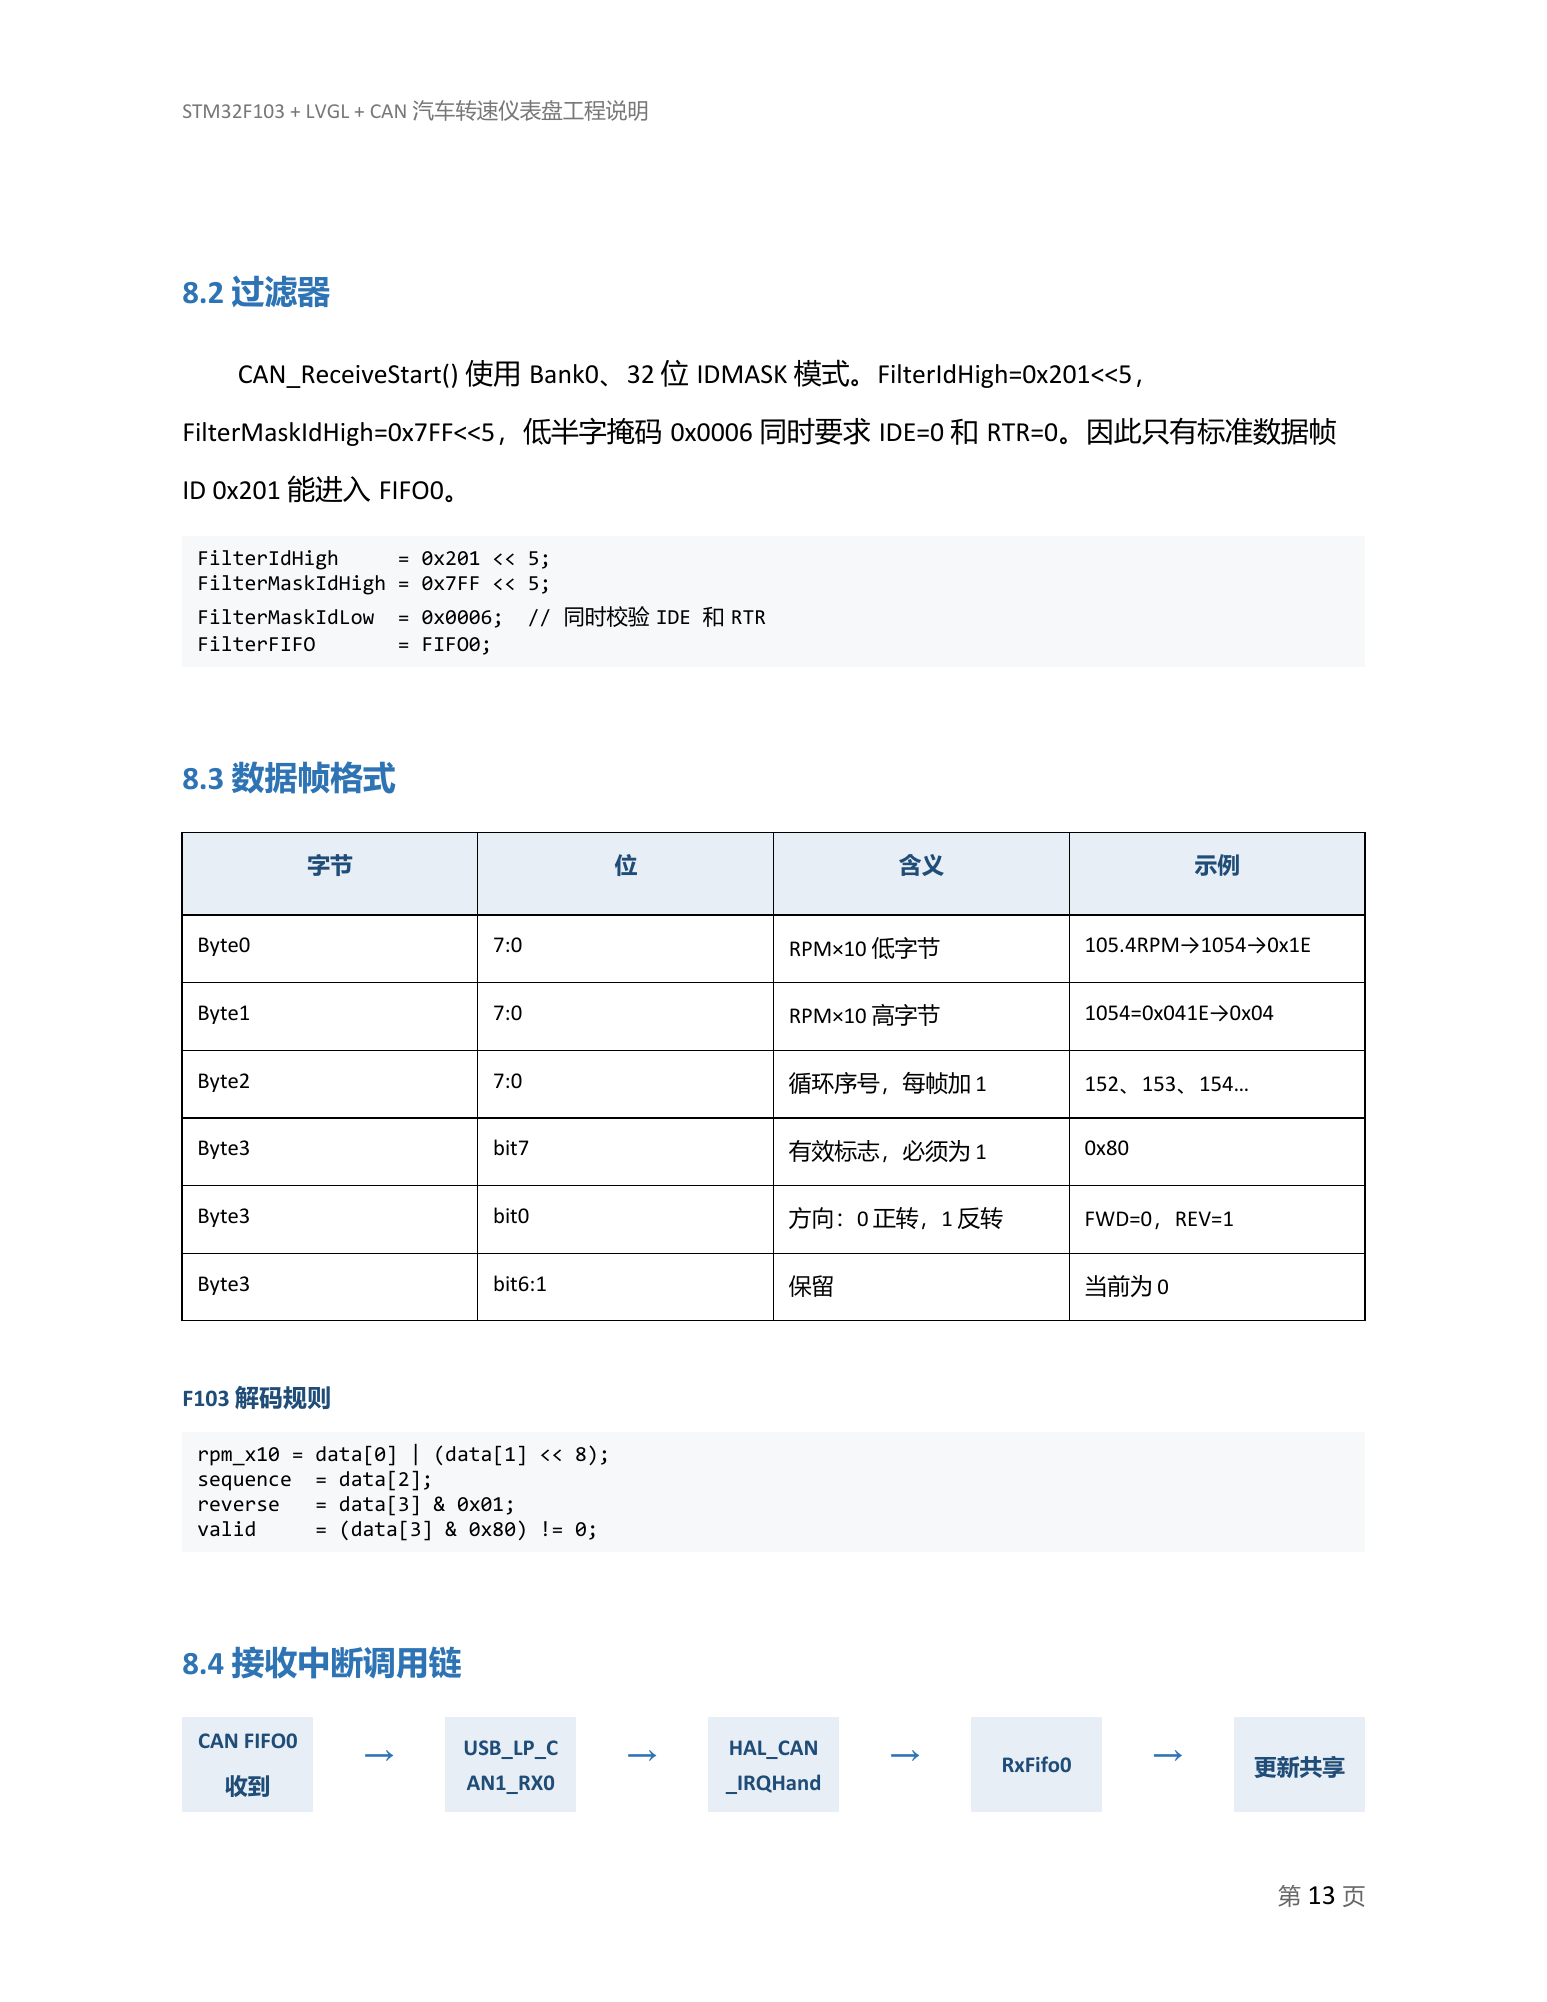 STM32F103 + LVGL + CAN 汽车转速仪表盘工程说明
8.2 过滤器
CAN_ReceiveStart() 使用 Bank0、32 位 IDMASK 模式。FilterIdHigh=0x201<<5，
FilterMaskIdHigh=0x7FF<<5，低半字掩码 0x0006 同时要求 IDE=0 和 RTR=0。因此只有标准数据帧
ID 0x201 能进入 FIFO0。
FilterIdHigh     = 0x201 << 5;
FilterMaskIdHigh = 0x7FF << 5;
FilterMaskIdLow  = 0x0006;  // 同时校验 IDE 和 RTR
FilterFIFO       = FIFO0;
8.3 数据帧格式
字节 位 含义 示例
Byte0 7:0 RPM×10 低字节 105.4RPM→1054→0x1E
Byte1 7:0 RPM×10 高字节 1054=0x041E→0x04
Byte2 7:0 循环序号，每帧加 1 152、153、154…
Byte3 bit7 有效标志，必须为 1 0x80
Byte3 bit0 方向：0 正转，1 反转 FWD=0，REV=1
Byte3 bit6:1 保留 当前为 0
F103 解码规则
rpm_x10 = data[0] | (data[1] << 8);
sequence  = data[2];
reverse   = data[3] & 0x01;
valid     = (data[3] & 0x80) != 0;
8.4 接收中断调用链
CAN FIFO0
收到
→
USB_LP_C
AN1_RX0
→
HAL_CAN
_IRQHand
→
RxFifo0
→
更新共享
第 13 页